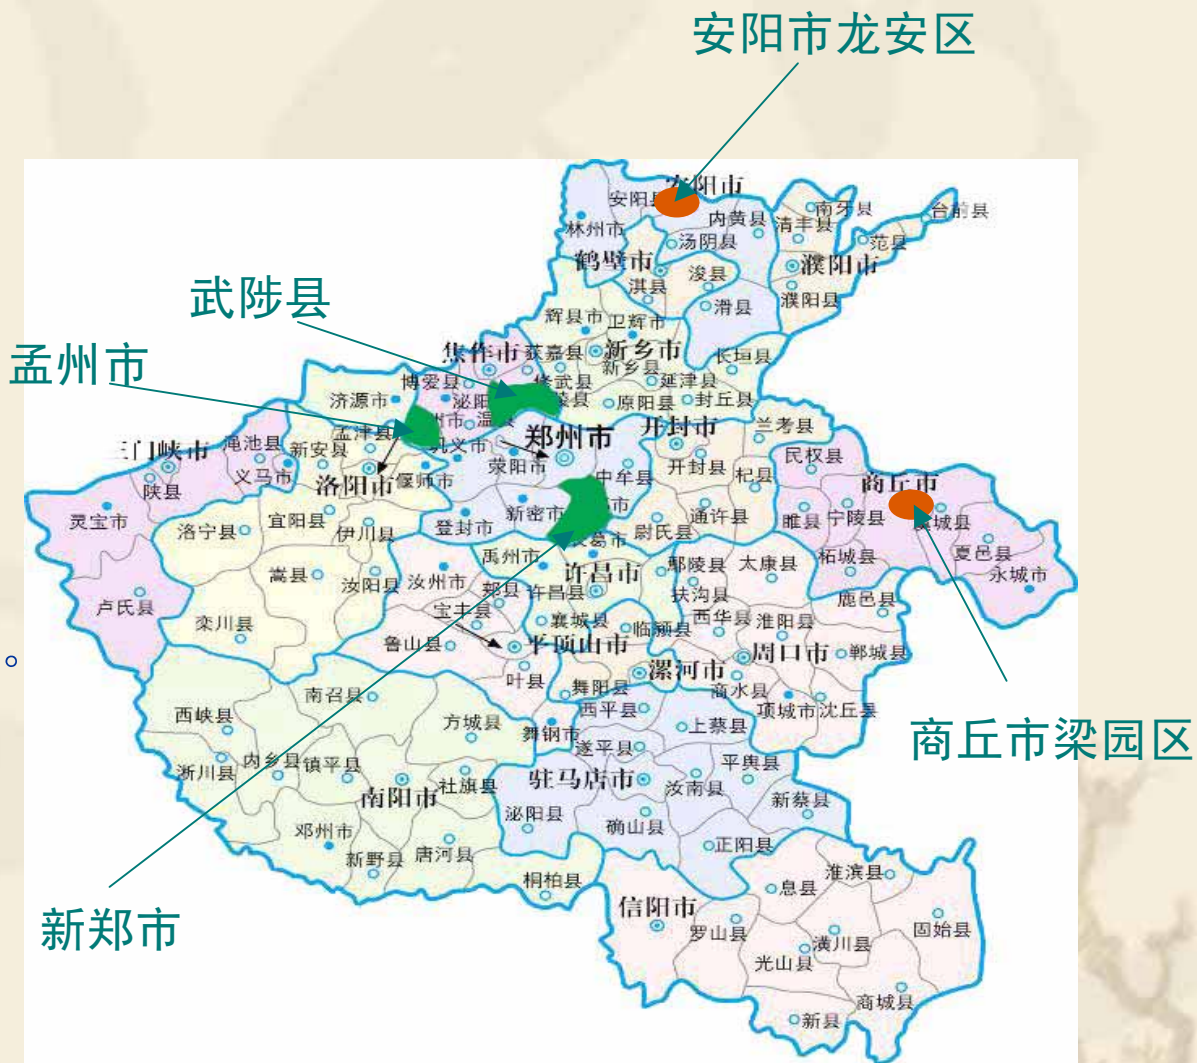 安阳市龙安区
安阳市
安阳县
林州市
内黄县
汤阴县
鹤壁市
淇县
浚县
滑县
清丰县
范县
台前县
濮阳市
濮阳县
武陟县
孟州市
辉县市
卫辉市
焦作市
获嘉县
新乡市
新乡县
长垣县
博爱县
修武县
延津县
济源市
原阳县
封丘县
温县
孟津县
巩义市
郑州市
开封市
兰考县
三门峡市
渑池县
新安县
义马市
洛阳市
偃师市
荥阳市
中牟县
开封县
杞县
民权县
商丘市
陕县
灵宝市
洛宁县
宜阳县
伊川县
登封市
新密市
尉氏县
通许县
睢县
宁陵县
虞城县
夏邑县
永城市
柘城县
卢氏县
嵩县
汝阳县
汝州市
禹州市
长葛市
许昌市
许昌县
郏县
宝丰县
鄢陵县
太康县
扶沟县
鹿邑县
栾川县
鲁山县
襄城县
临颍县
西华县
淮阳县
平顶山市
叶县
舞阳县
漯河市
周口市
郸城县
商水县
项城市
沈丘县
。
南召县
西峡县
方城县
舞钢市
西平县
上蔡县
遂平县
商丘市梁园区
淅川县
内乡县
镇平县
南阳市
社旗县
驻马店市
汝南县
平舆县
新蔡县
泌阳县
确山县
正阳县
邓州市
新野县
唐河县
桐柏县
新郑市
信阳市
罗山县
息县
淮滨县
潢川县
固始县
光山县
商城县
新县